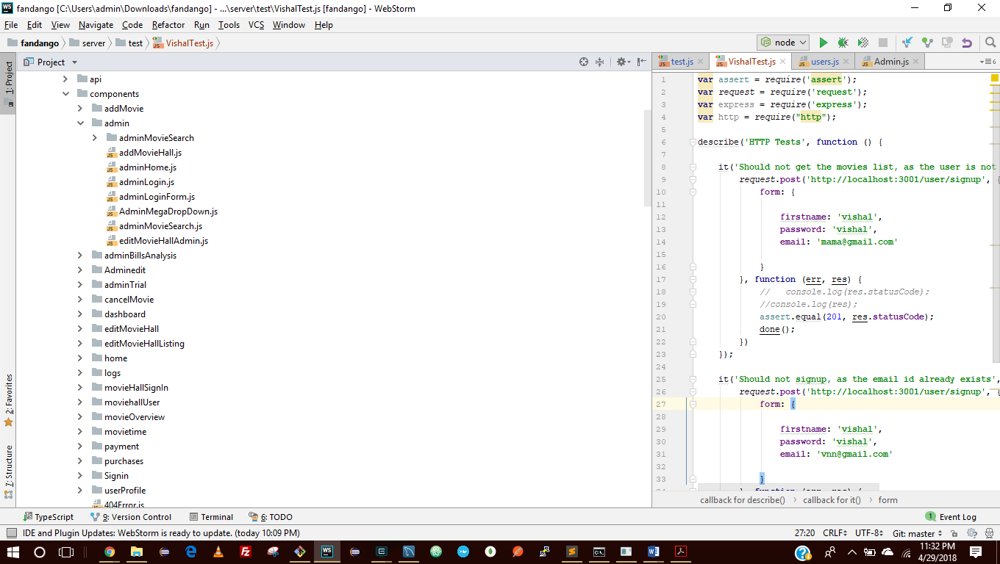 fandango [C:\Users\admin\Downloads\fandango] - ...\server\test\VishalTest.js [fandango] - WebStorm
File Edit View Navigate Code Refactor Run Tools VCS Window Help
fandango server test VishalTest.js node
1: Project
Project
api
components
addMovie
admin
adminMovieSearch
addMovieHall.js
adminHome.js
adminLogin.js
adminLoginForm.js
AdminMegaDropDown.js
adminMovieSearch.js
editMovieHallAdmin.js
adminBillsAnalysis
Adminedit
adminTrial
cancelMovie
dashboard
editMovieHall
editMovieHallListing
home
logs
movieHallSignIn
moviehallUser
movieOverview
movietime
payment
purchases
Signin
userProfile
404Error.js
2: Favorites
7: Structure
test.js VishalTest.js users.js Admin.js 6
1 var assert = require('assert');
2 var request = require('request');
3 var express = require('express');
4 var http = require("http");
5
6 describe('HTTP Tests', function () {
7
8 it('Should not get the movies list, as the user is not
9 request.post('http://localhost:3001/user/signup', {
10 form: {
11
12 firstname: 'vishal',
13 password: 'vishal',
14 email: 'mama@gmail.com'
15
16 }
17 }, function (err, res) {
18 // console.log(res.statusCode);
19 //console.log(res);
20 assert.equal(201, res.statusCode);
21 done();
22 })
23 });
24
25 it('Should not signup, as the email id already exists',
26 request.post('http://localhost:3001/user/signup', {
27 form: {
28
29 firstname: 'vishal',
30 password: 'vishal',
31 email: 'vnn@gmail.com'
32
33 }
34 }, function (err, res) {
callback for describe() callback for it() form
TypeScript 9: Version Control Terminal 6: TODO 1 Event Log
IDE and Plugin Updates: WebStorm is ready to update. (today 10:09 PM) 27:20 CRLF UTF-8 Git: master
11:32 PM
4/29/2018